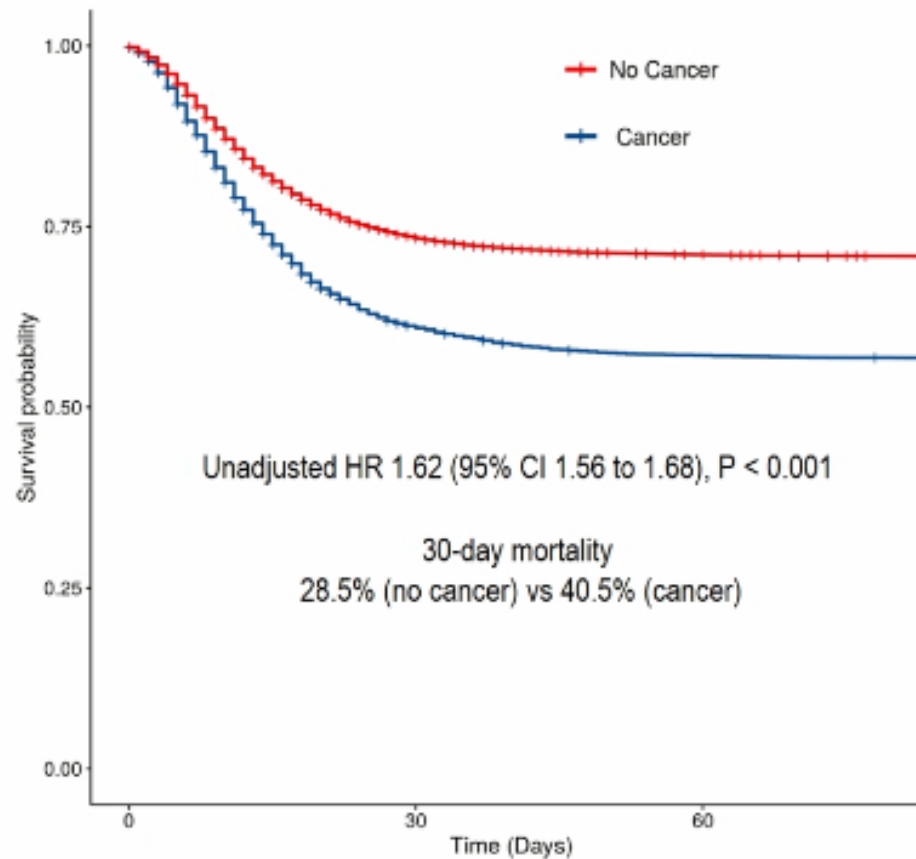 1.00
No Cancer
Cancer
0.75
Survival probability
0.50
Unadjusted HR 1.62 (95% CI 1.56 to 1.68), P < 0.001
30-day mortality
28.5% (no cancer) vs 40.5% (cancer)
0.25
0.00
0
30
60
Time (Days)